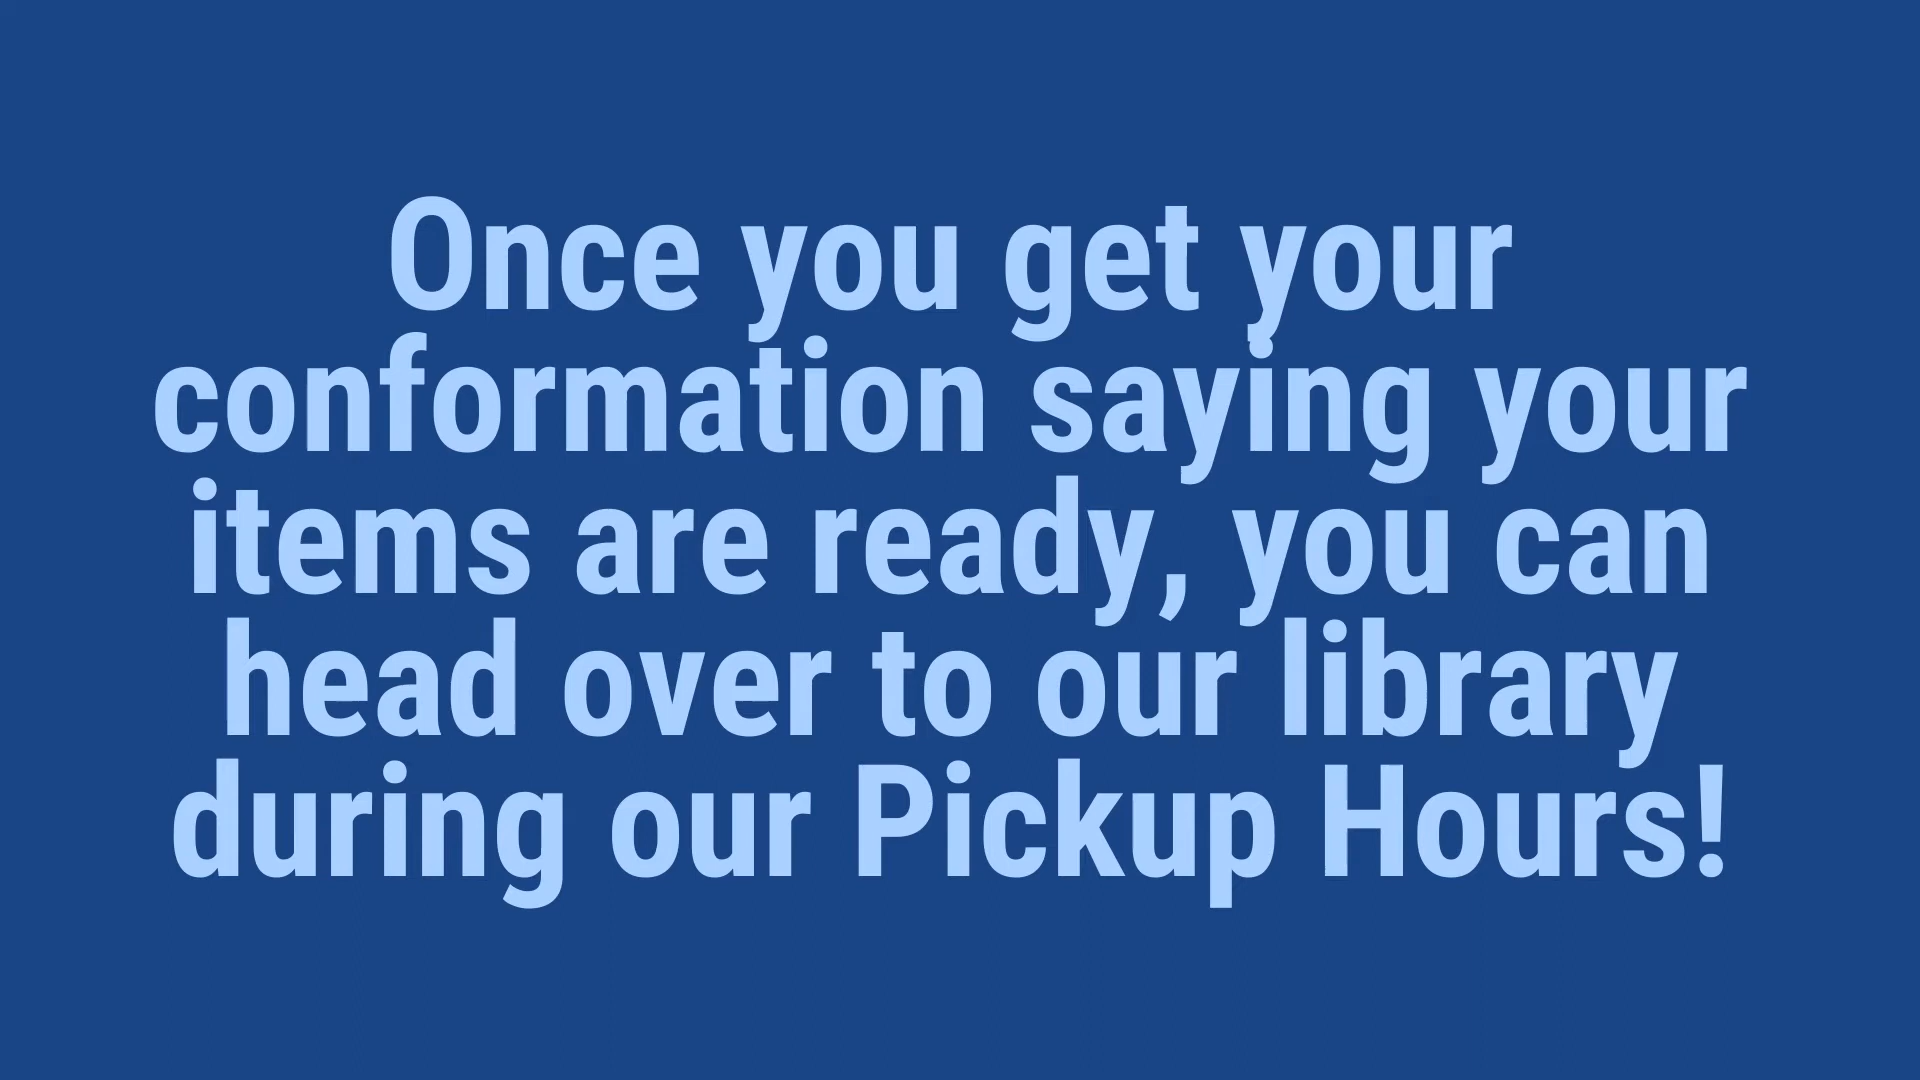 Once you get your
conformation saying your
items are ready, you can
head over to our library
during our Pickup Hours!